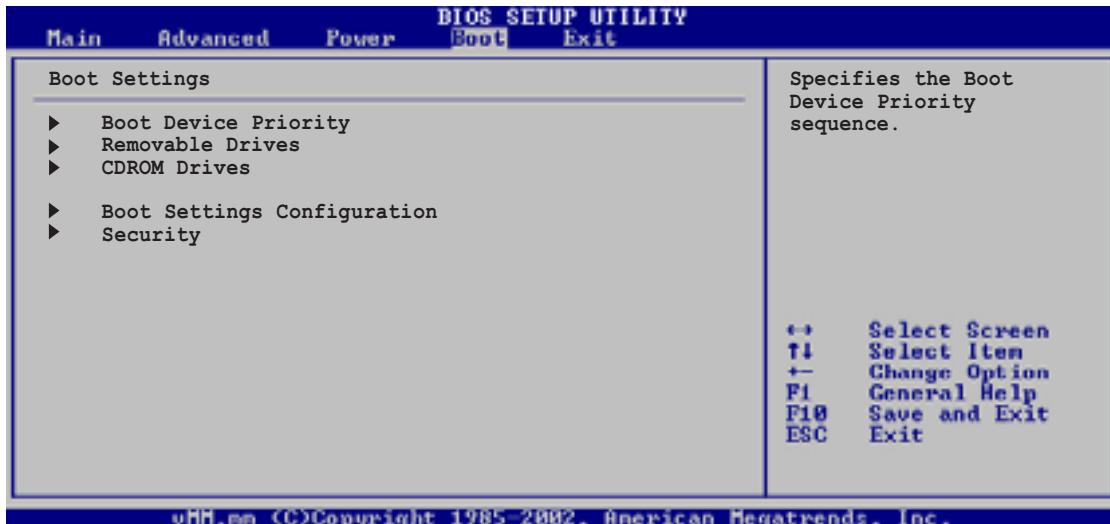 BIOS SETUP UTILITY
Main Advanced Power Boot Exit
Boot Settings
Boot Device Priority
Removable Drives
CDROM Drives
Boot Settings Configuration
Security
Specifies the Boot
Device Priority
sequence.
↔ Select Screen
↑↓ Select Item
+- Change Option
F1 General Help
F10 Save and Exit
ESC Exit
vMM.mm (C)Copyright 1985-2002, American Megatrends, Inc.